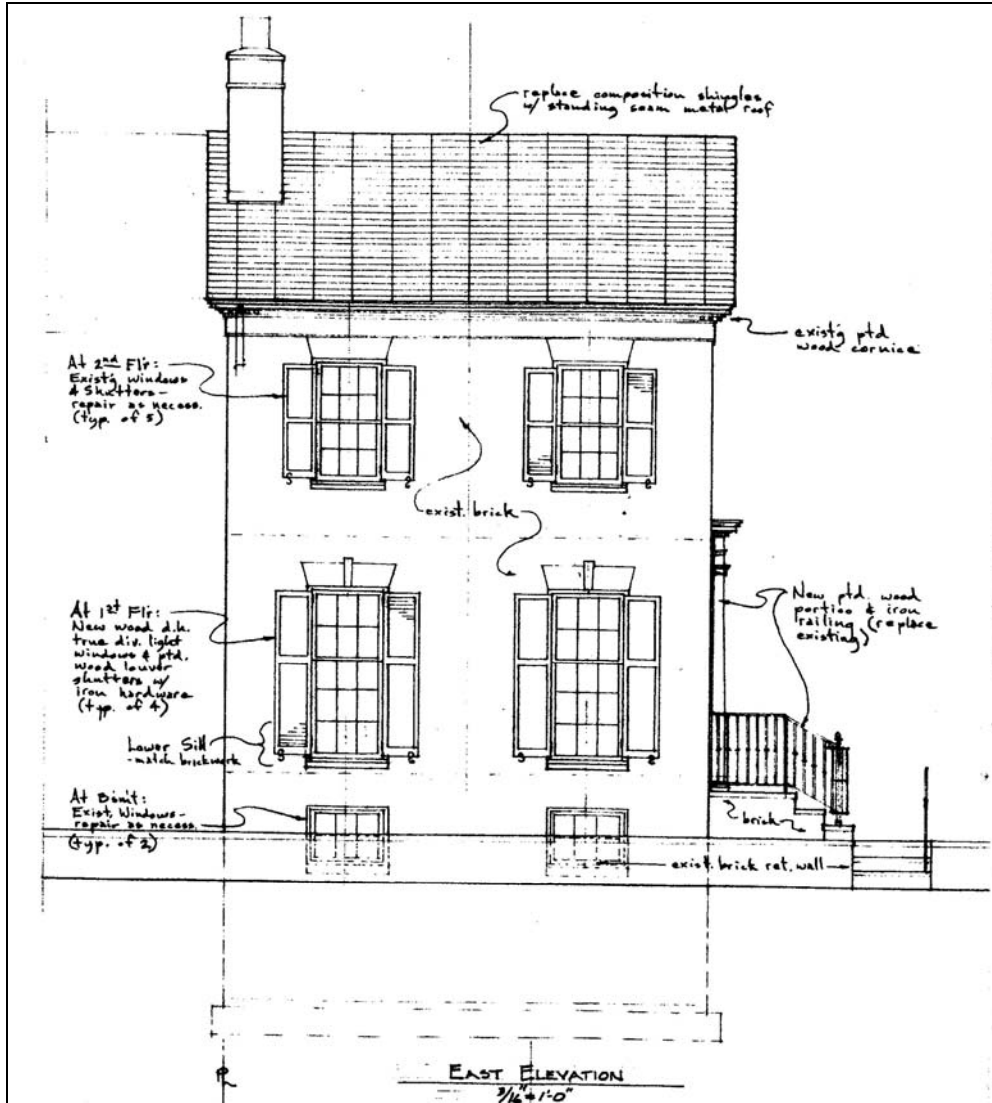 replace composition shingles
w/ standing seam metal roof
exist'g ptd
wood cornice
At 2nd Flr:
Exist'g windows
& Shutters-
repair as necess.
(typ. of 5)
exist. brick
At 1st Flr:
New wood d.h.
true div. light
windows & ptd.
wood louver
shutters w/
iron hardware
(typ. of 4)
New ptd. wood
portico & iron
railing (replace
existing)
Lower Sill
-match brickwork
At Bsm't:
Exist. Windows-
repair as necess.
(typ. of 2)
brick
exist. brick ret. wall
PL
EAST ELEVATION
3/16" = 1'-0"